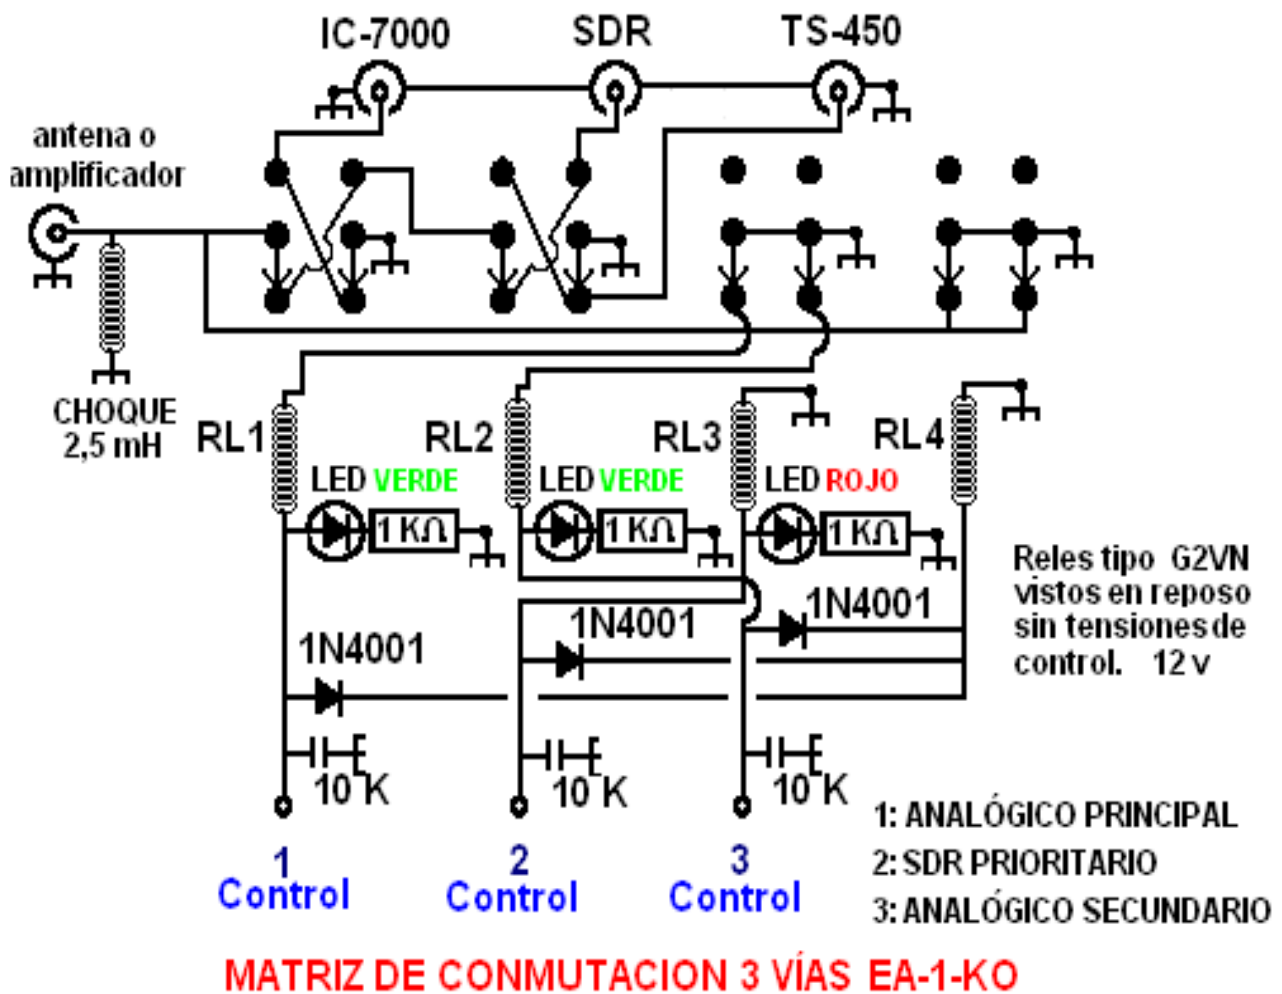 IC-7000 SDR TS-450
antena o
amplificador
CHOQUE
2,5 mH
RL1 RL2 RL3 RL4
LED VERDE LED VERDE LED ROJO
1 KΩ 1 KΩ 1 KΩ
Reles tipo G2VN
vistos en reposo
sin tensiones de
control. 12 v
1N4001
1N4001
1N4001
10 K 10 K 10 K
1 2 3
Control Control Control
1: ANALÓGICO PRINCIPAL
2: SDR PRIORITARIO
3: ANALÓGICO SECUNDARIO
MATRIZ DE CONMUTACION 3 VÍAS EA-1-KO